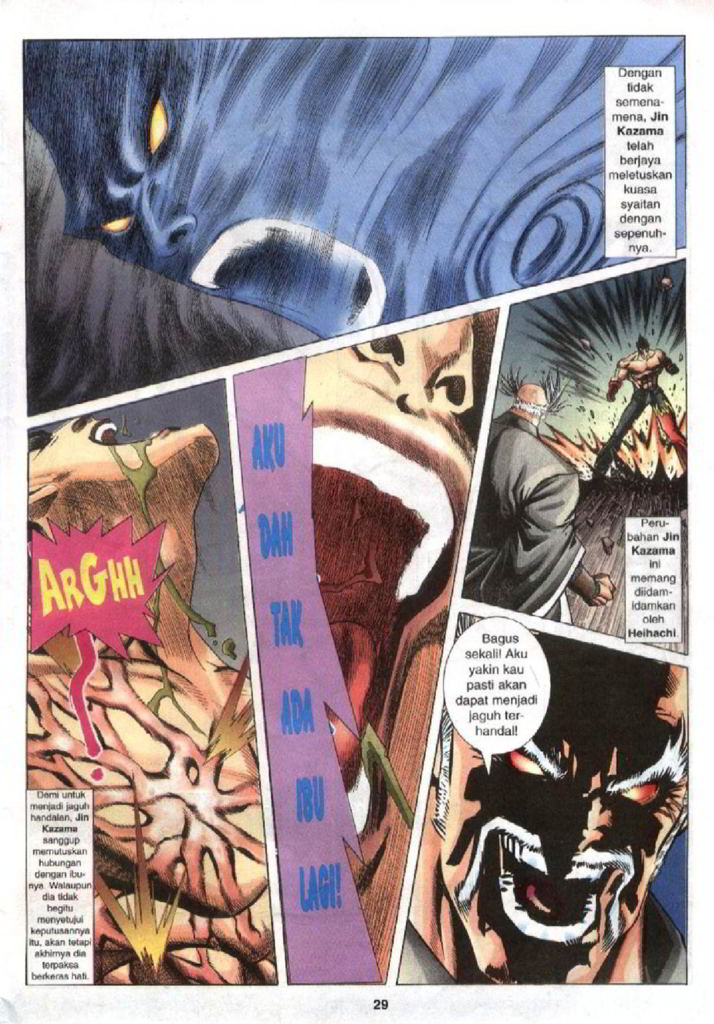 Dengan
tidak
semena-
mena, Jin
Kazama
telah
berjaya
meletuskan
kuasa
syaitan
dengan
sepenuh-
nya.
Peru-
bahan Jin
Kazama
ini
memang
diidam-
idamkan
oleh
Heihachi.
AKU
DAH
TAK
ADA
IBU
LAGI!
ARGHH
!
Demi untuk
menjadi jaguh
handalan, Jin
Kazama
sanggup
memutuskan
hubungan
dengan ibu-
nya. Walaupun
dia tidak
begitu
menyetujui
keputusannya
itu, akan tetapi
akhirnya dia
terpaksa
berkeras hati.
Bagus
sekali! Aku
yakin kau
pasti akan
dapat menjadi
jaguh ter-
handal!
29